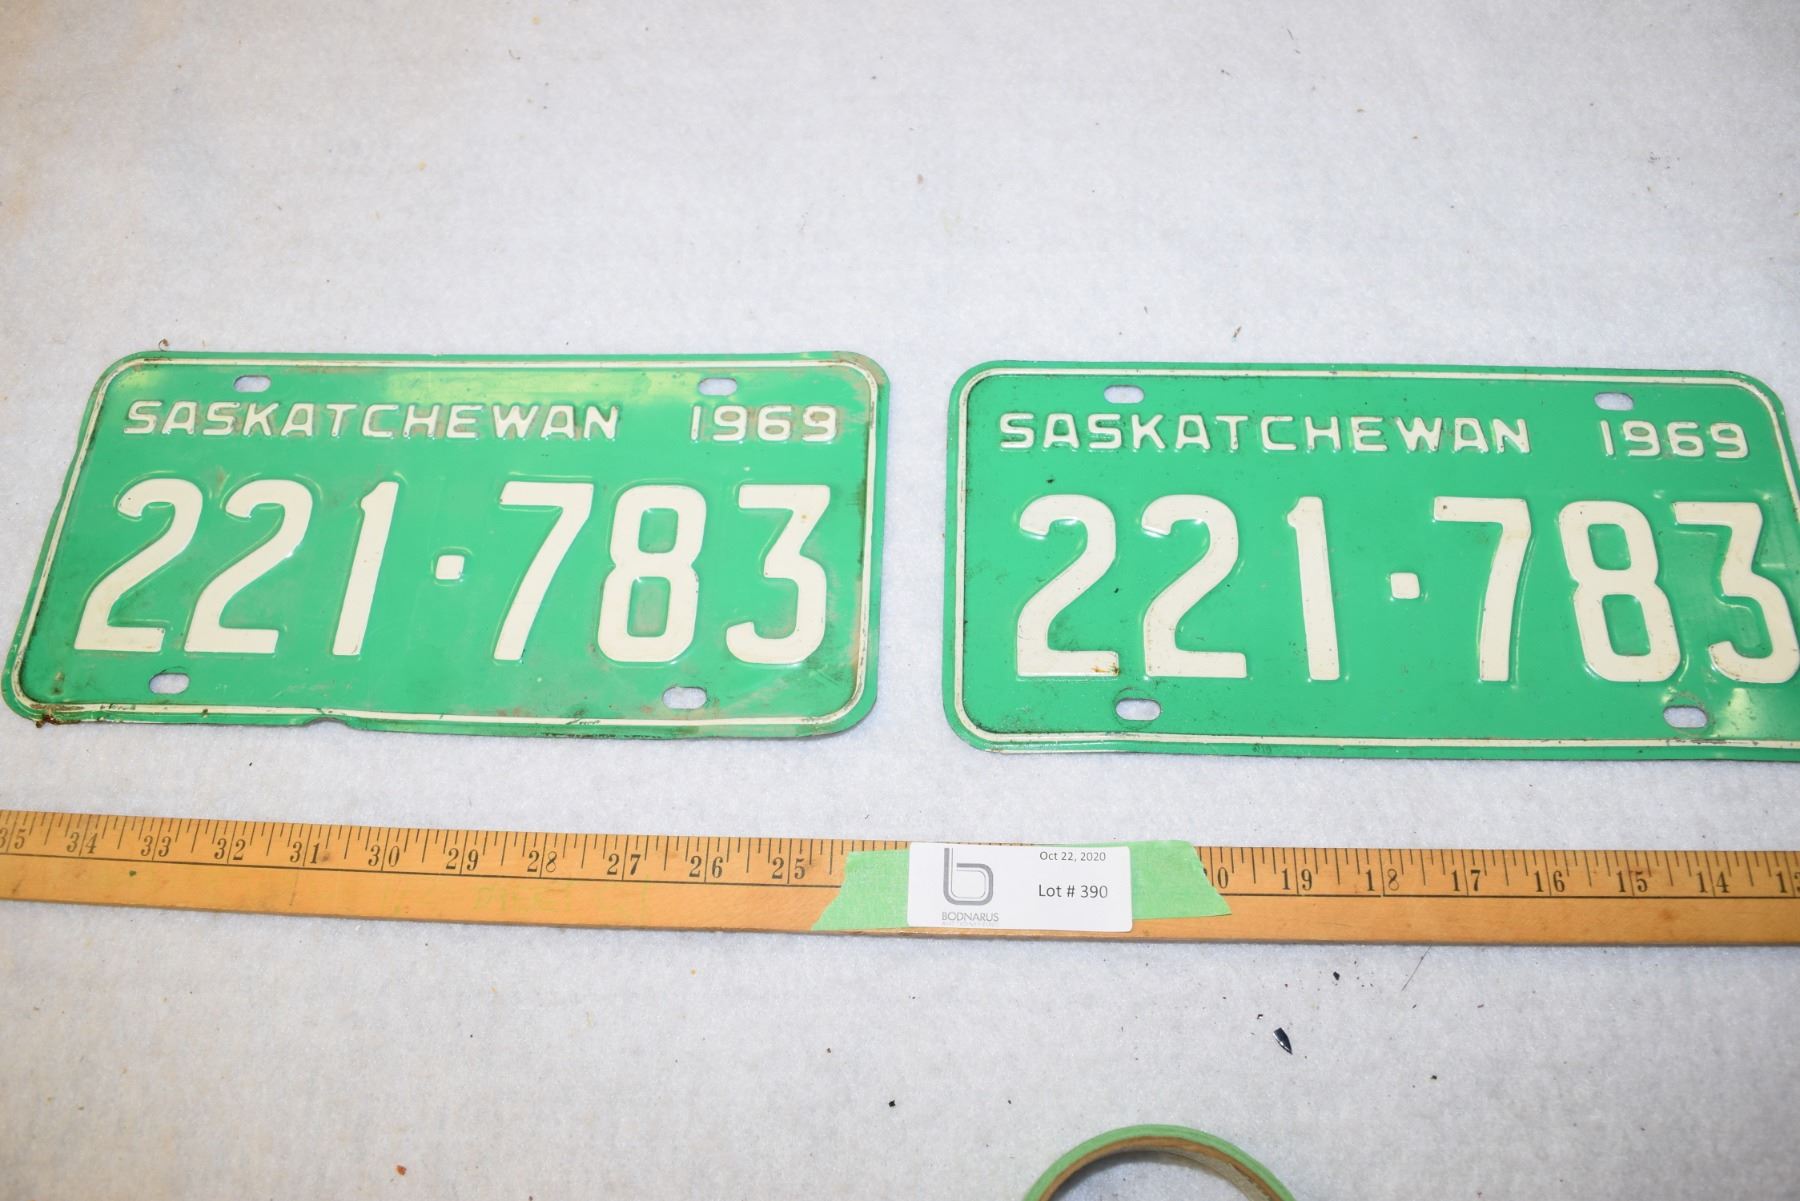 SASKATCHEWAN 1969
221·783
SASKATCHEWAN 1969
221·783
35 34 33 32 31 30 29 28 27 26 25 20 19 18 17 16 15 14 13
Oct 22, 2020
Lot # 390
BODNARUS